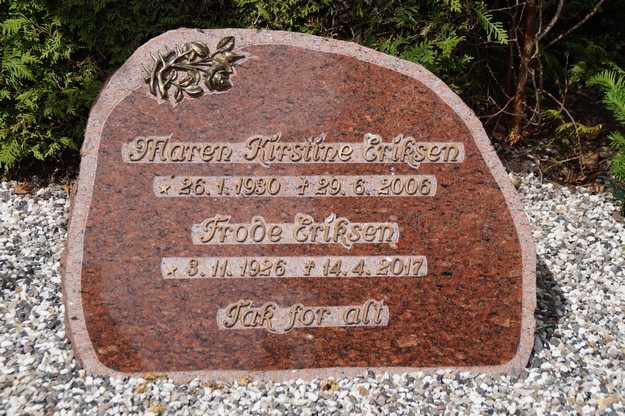 Maren Kirstine Eriksen
★ 26. 1. 1930 ✝ 29. 6. 2006
Frode Eriksen
★ 3. 11. 1926 ✝ 14. 4. 2017
Tak for alt